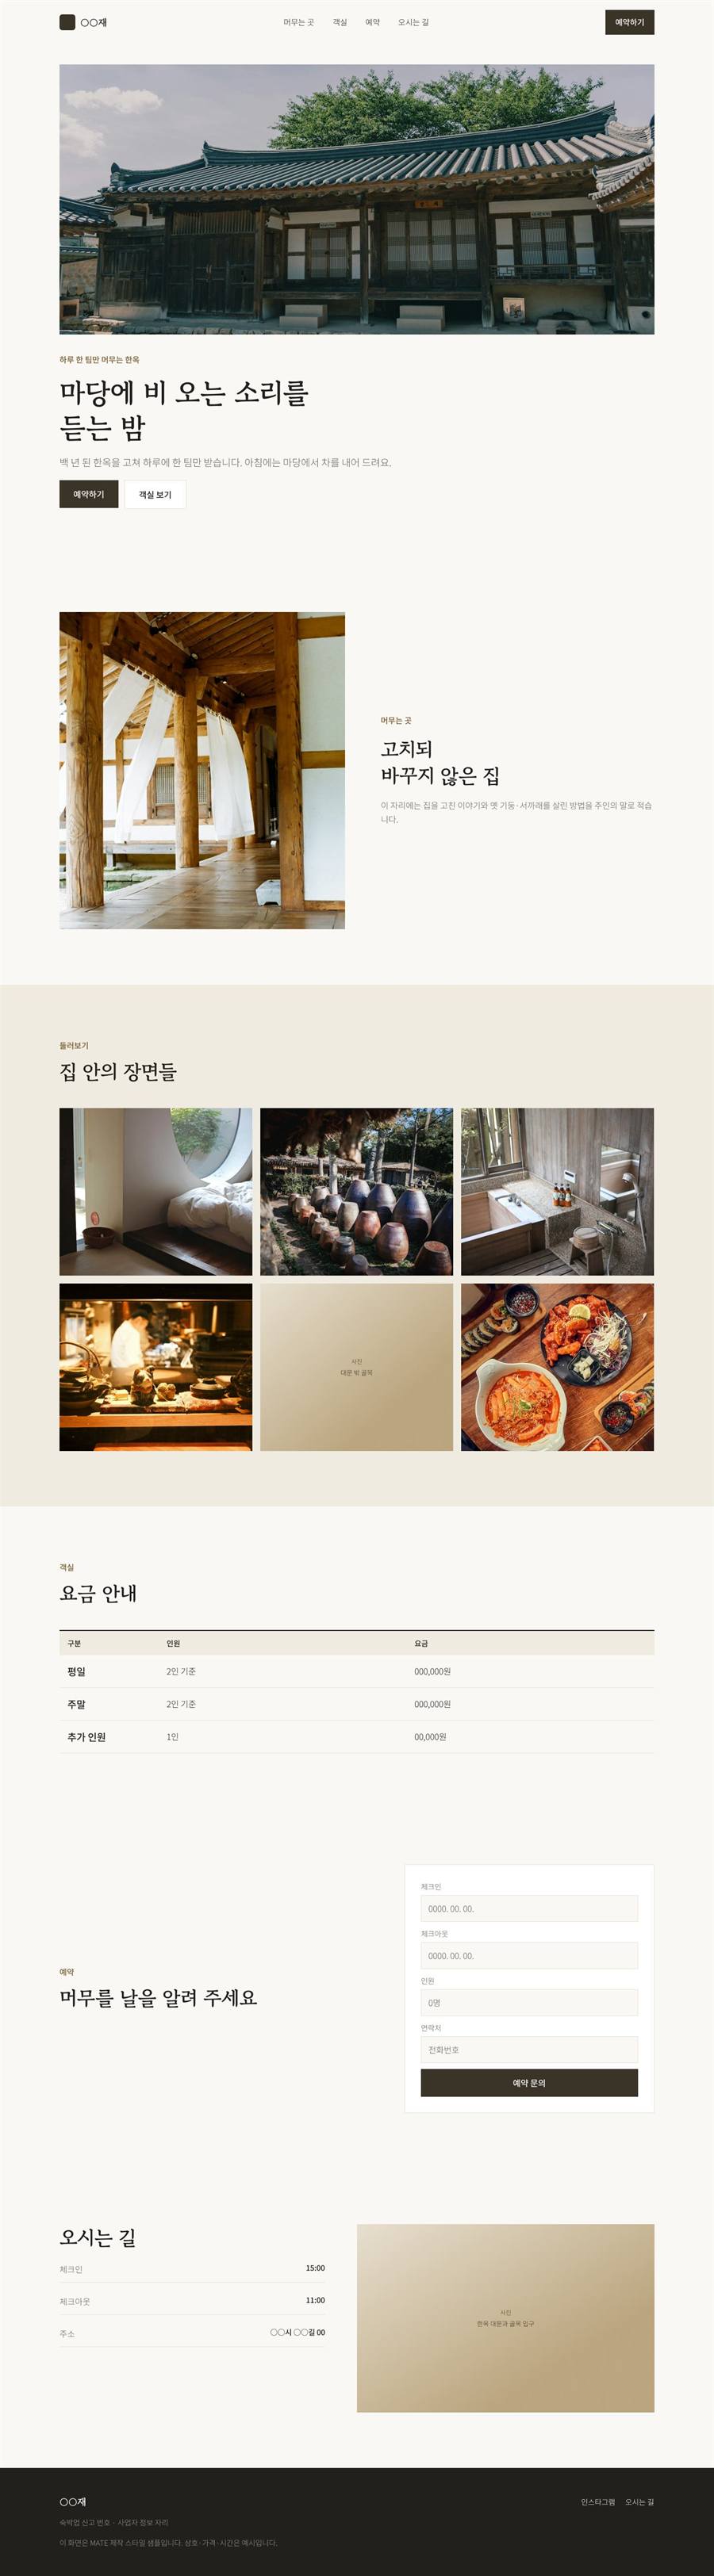 ○○재
머무는 곳
객실
예약
오시는 길
예약하기
하루 한 팀만 머무는 한옥
마당에 비 오는 소리를
듣는 밤
백 년 된 한옥을 고쳐 하루에 한 팀만 받습니다. 아침에는 마당에서 차를 내어 드려요.
예약하기
객실 보기
머무는 곳
고치되
바꾸지 않은 집
이 자리에는 집을 고친 이야기와 옛 기둥·서까래를 살린 방법을 주인의 말로 적습
니다.
둘러보기
집 안의 장면들
사진
대문 밖 골목
객실
요금 안내
구분 인원 요금
평일 2인 기준 000,000원
주말 2인 기준 000,000원
추가 인원 1인 00,000원
예약
머무를 날을 알려 주세요
체크인
0000. 00. 00.
체크아웃
0000. 00. 00.
인원
0명
연락처
전화번호
예약 문의
오시는 길
체크인 15:00
체크아웃 11:00
주소 ○○시 ○○길 00
사진
한옥 대문과 골목 입구
○○재
인스타그램 오시는 길
숙박업 신고 번호 · 사업자 정보 자리
이 화면은 MATE 제작 스타일 샘플입니다. 상호·가격·시간은 예시입니다.